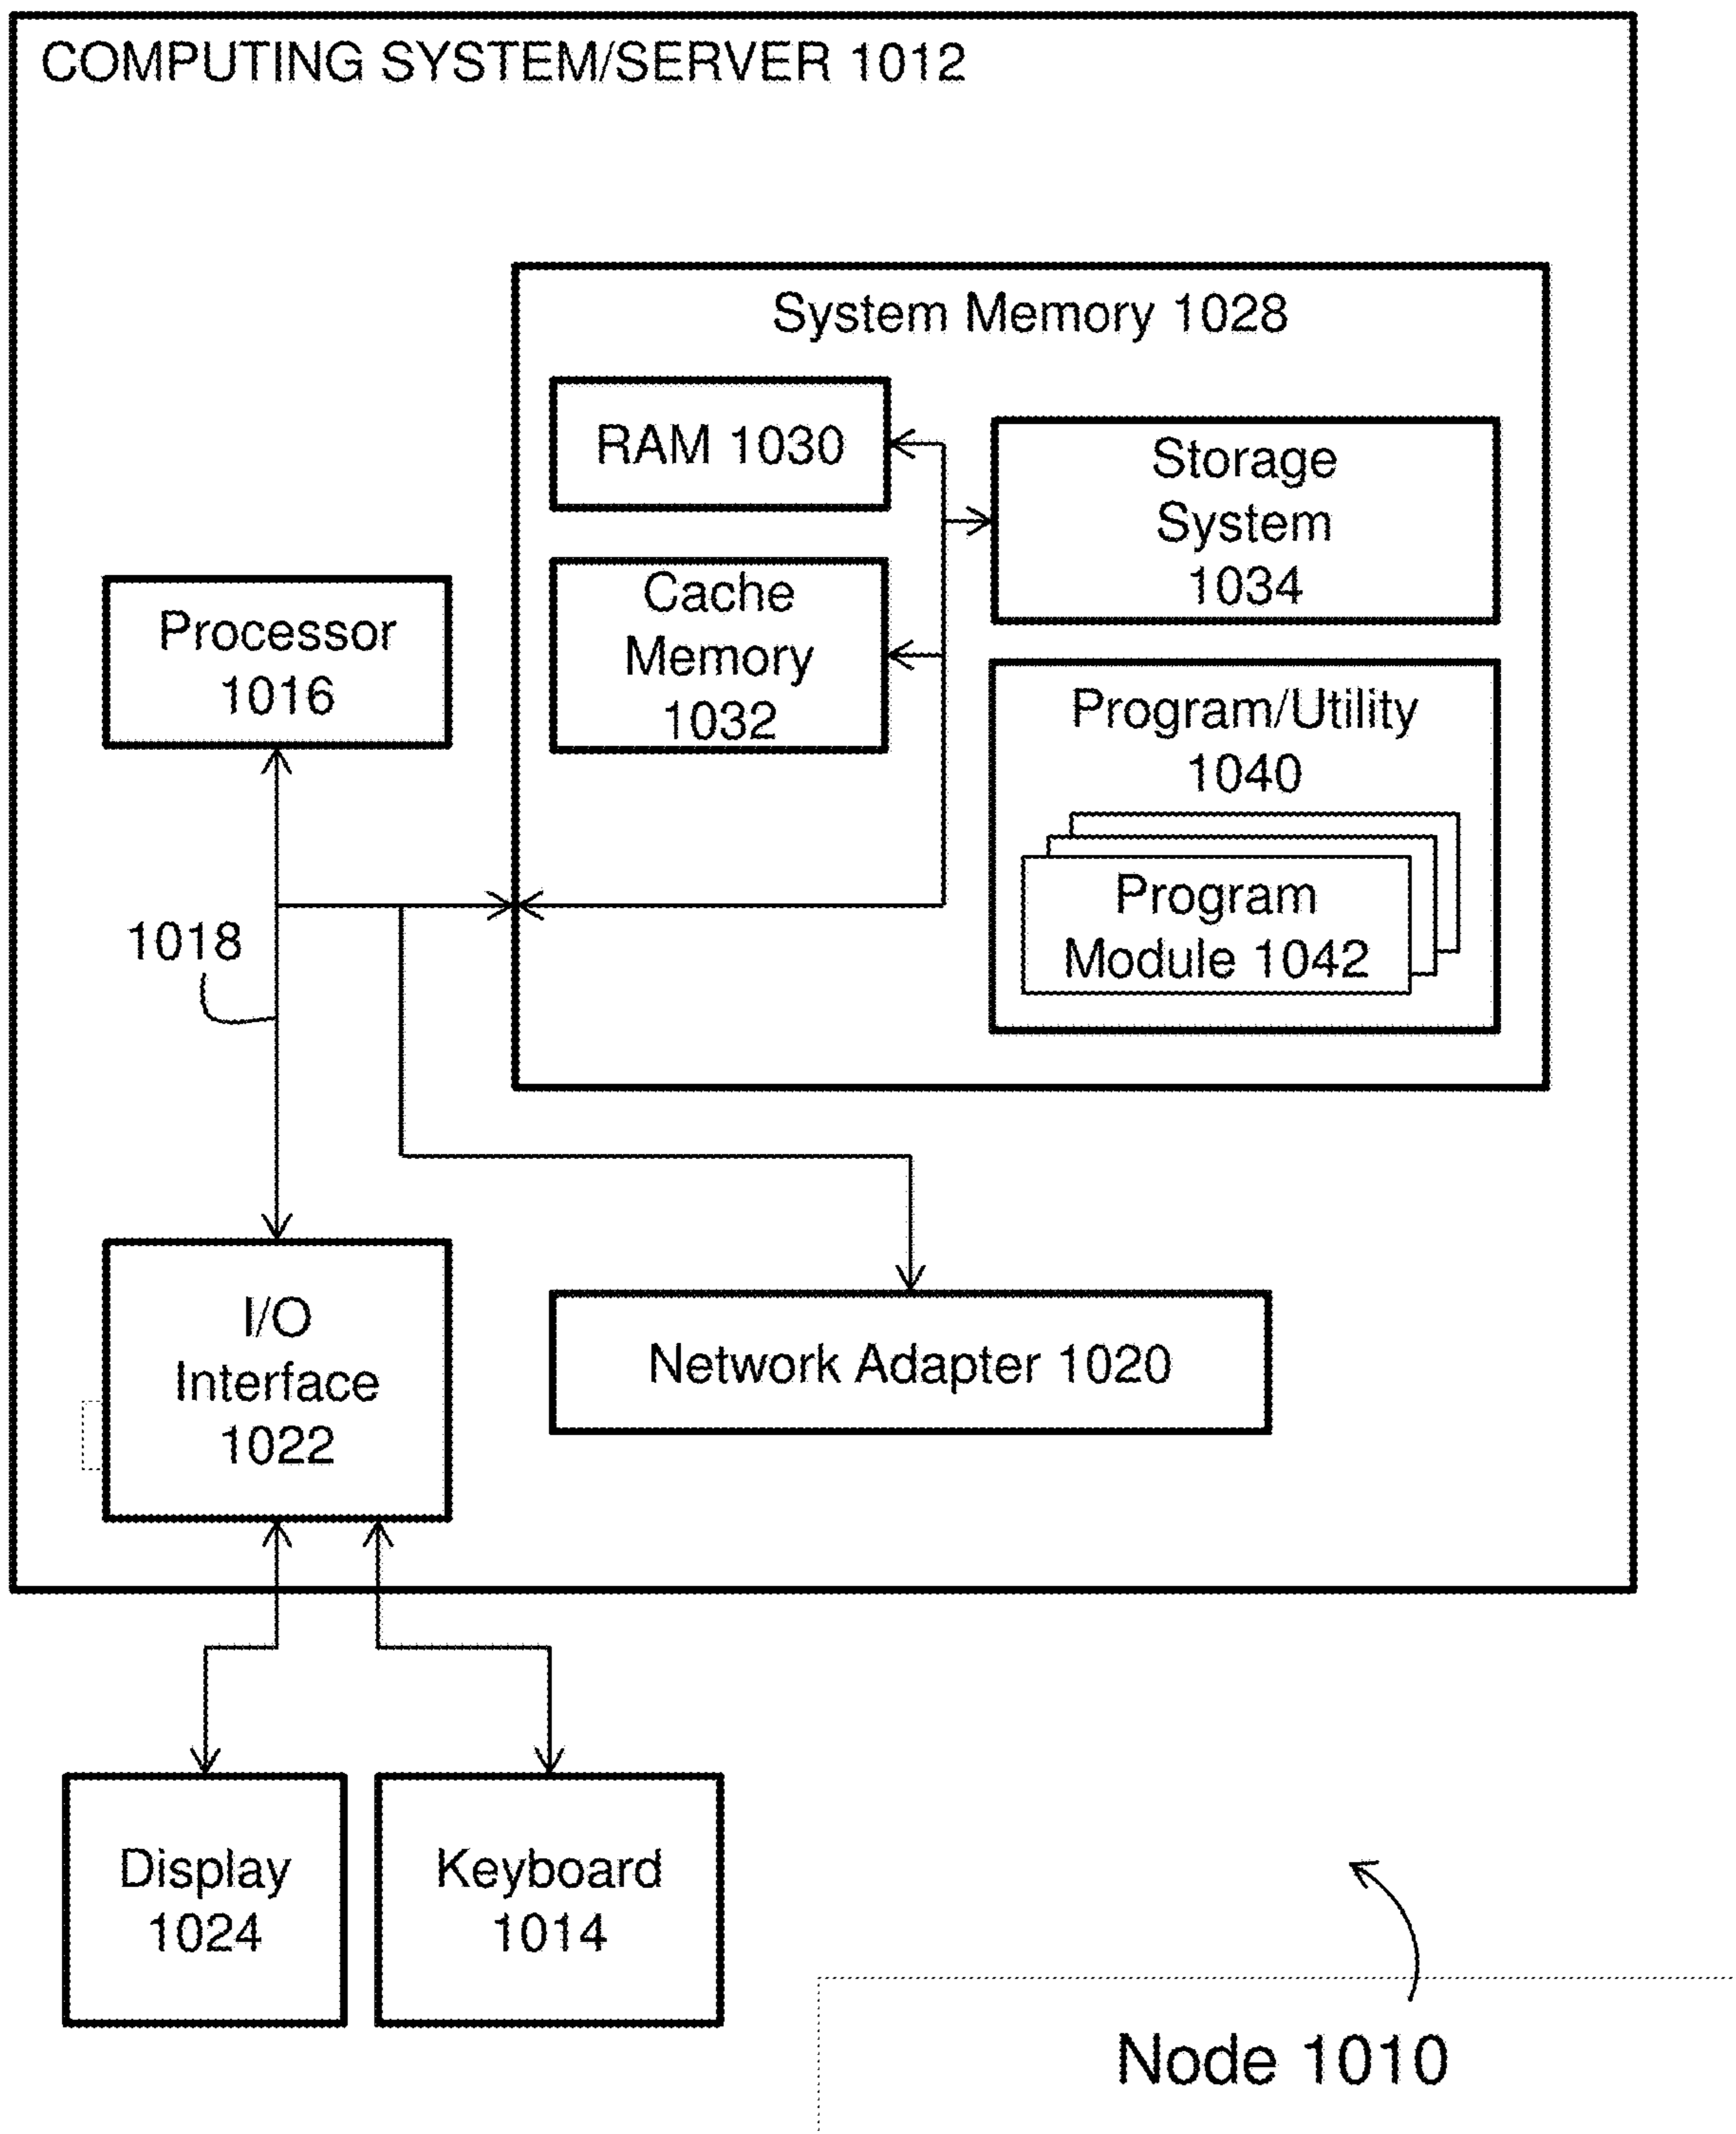 COMPUTING SYSTEM/SERVER 1012
System Memory 1028
RAM 1030
Storage
System
1034
Cache
Memory
1032
Processor
1016
Program/Utility
1040
Program
Module 1042
1018
I/O
Interface
1022
Network Adapter 1020
Display
1024
Keyboard
1014
Node 1010